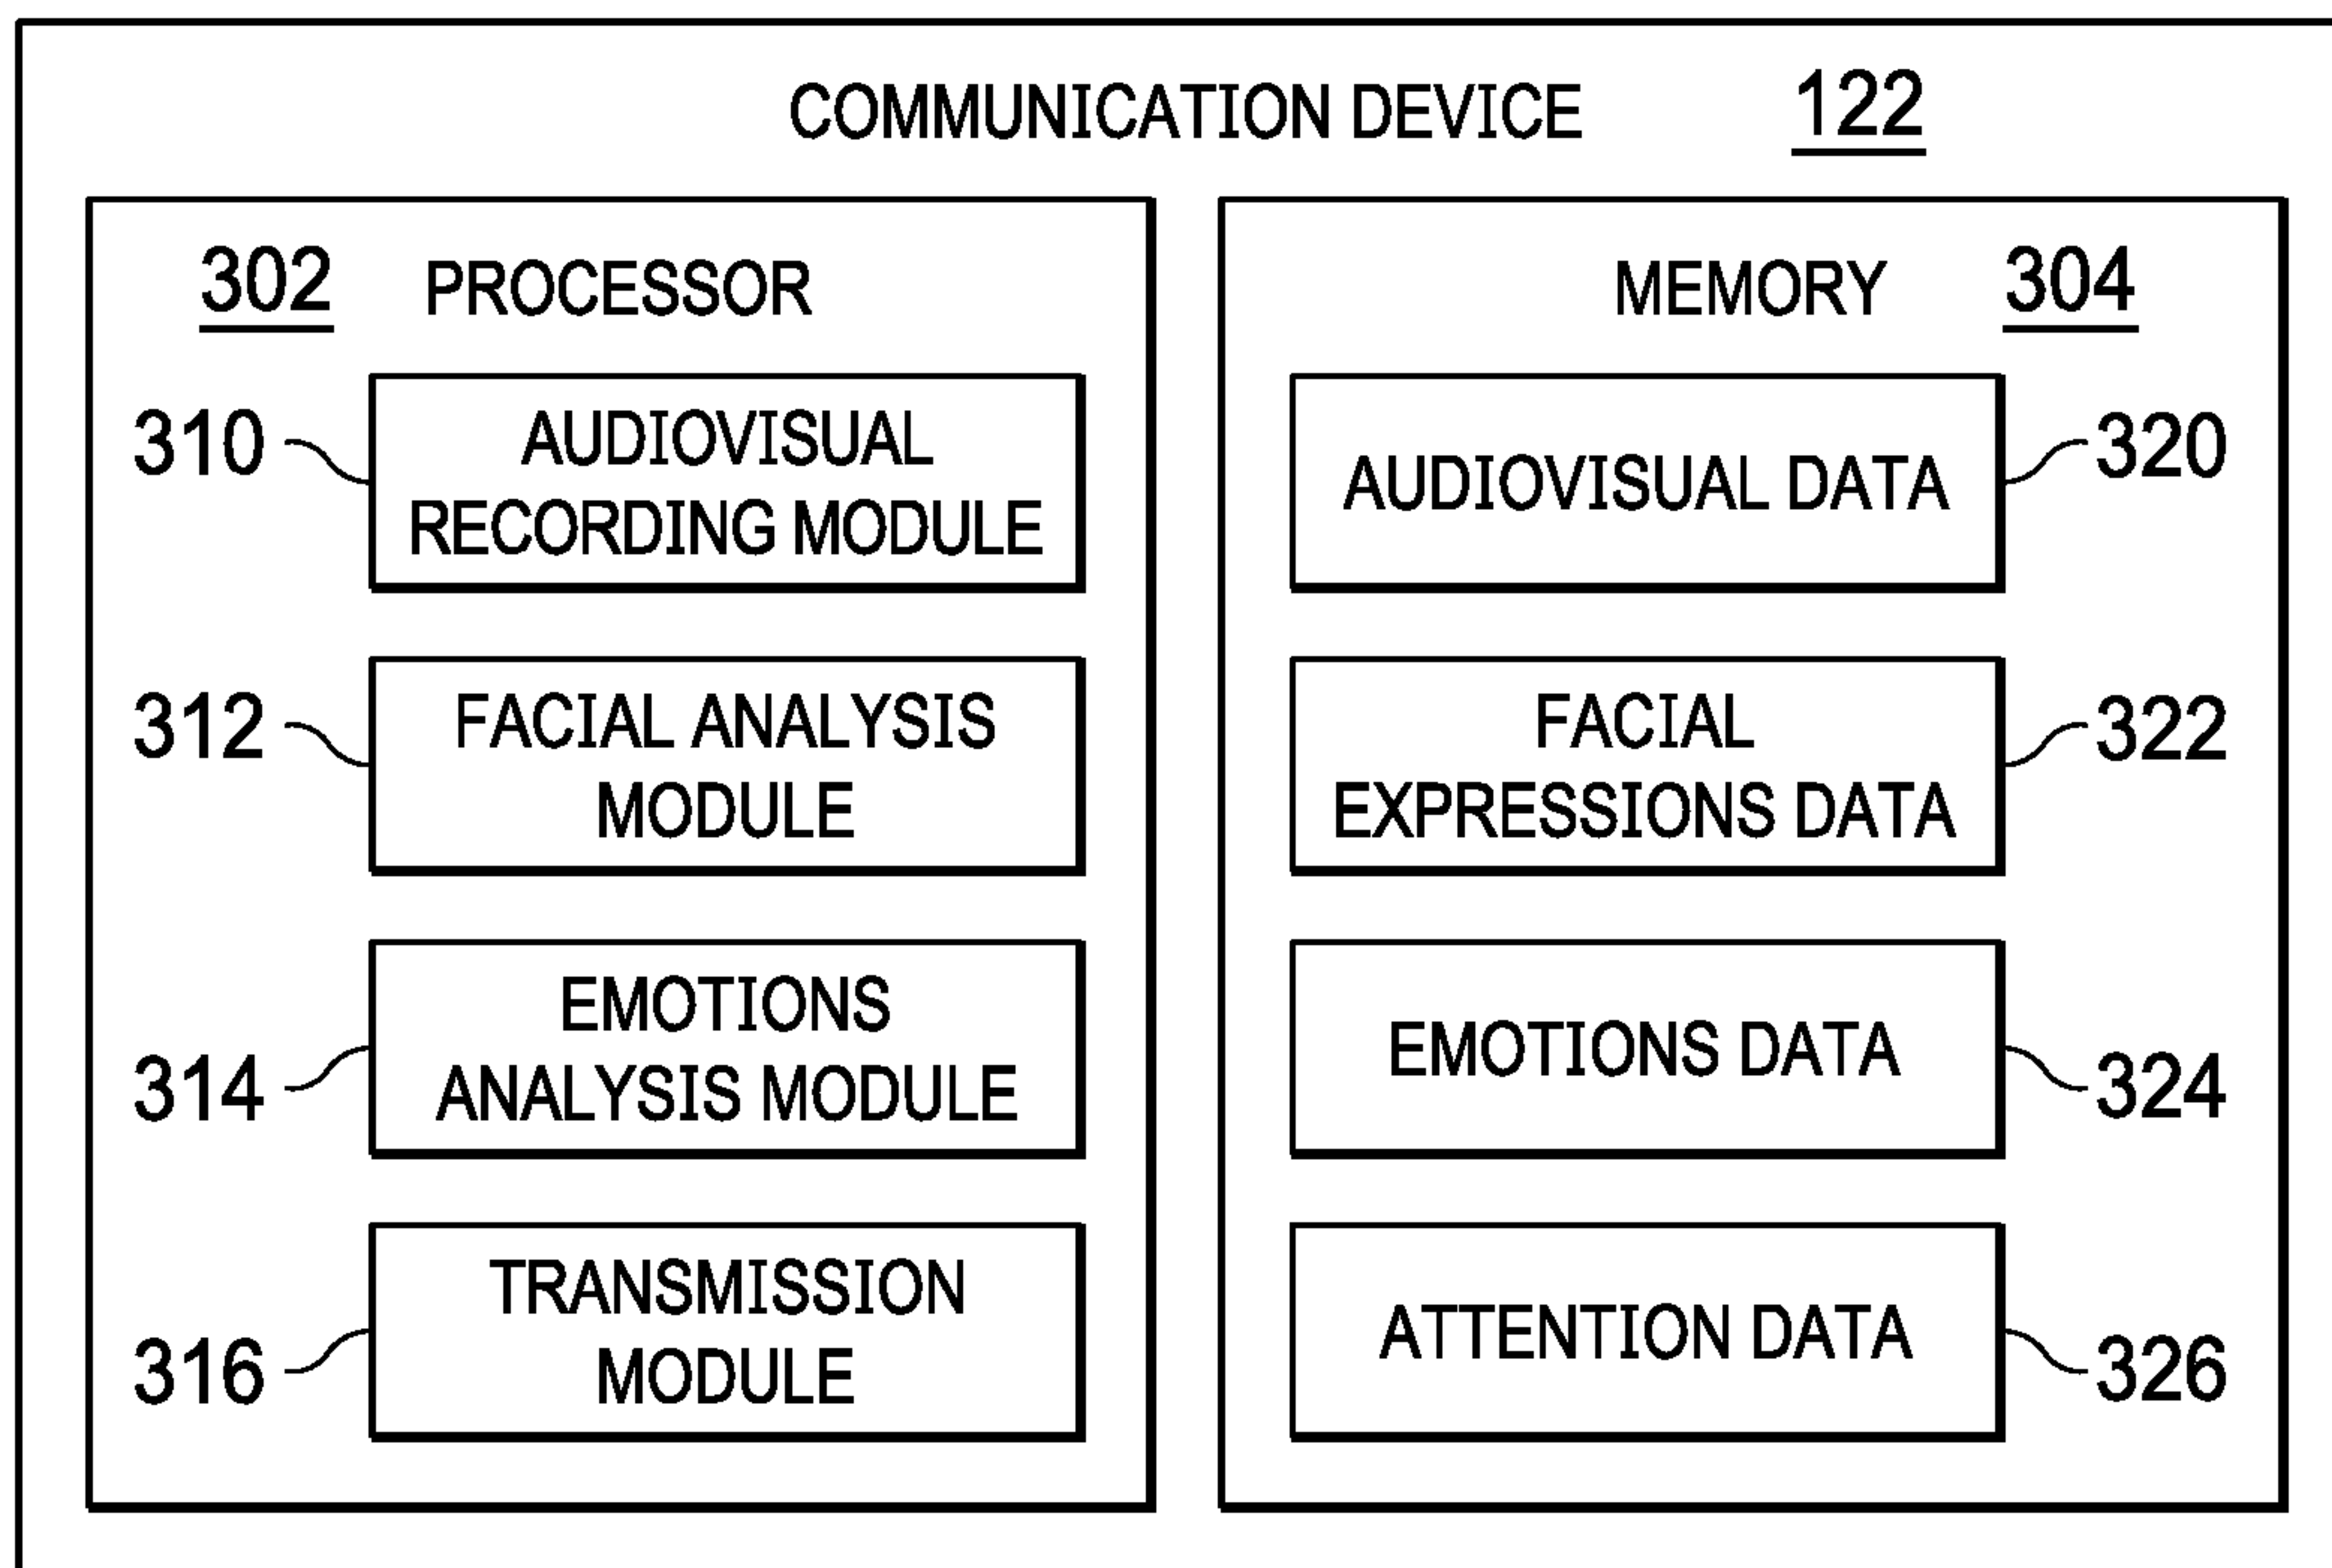 COMMUNICATION DEVICE 122
302 PROCESSOR
310 AUDIOVISUAL
RECORDING MODULE
312 FACIAL ANALYSIS
MODULE
EMOTIONS
314 ANALYSIS MODULE
TRANSMISSION
316 MODULE
MEMORY 304
AUDIOVISUAL DATA 320
FACIAL 322
EXPRESSIONS DATA
EMOTIONS DATA 324
ATTENTION DATA 326